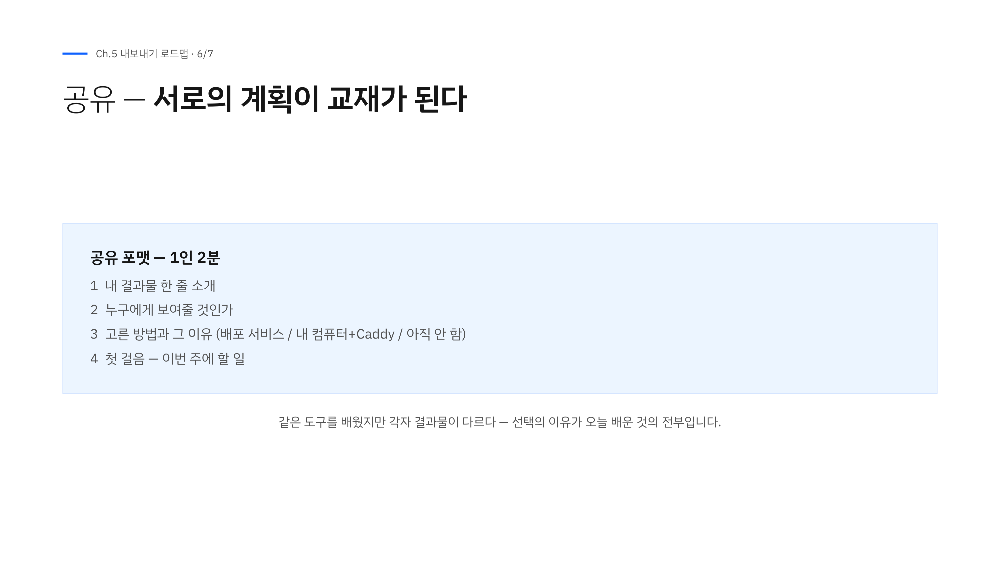 Ch.5 내보내기 로드맵 · 6/7
공유 — 서로의 계획이 교재가 된다
공유 포맷 — 1인 2분
1 내 결과물 한 줄 소개
2 누구에게 보여줄 것인가
3 고른 방법과 그 이유 (배포 서비스 / 내 컴퓨터+Caddy / 아직 안 함)
4 첫 걸음 — 이번 주에 할 일
같은 도구를 배웠지만 각자 결과물이 다르다 — 선택의 이유가 오늘 배운 것의 전부입니다.